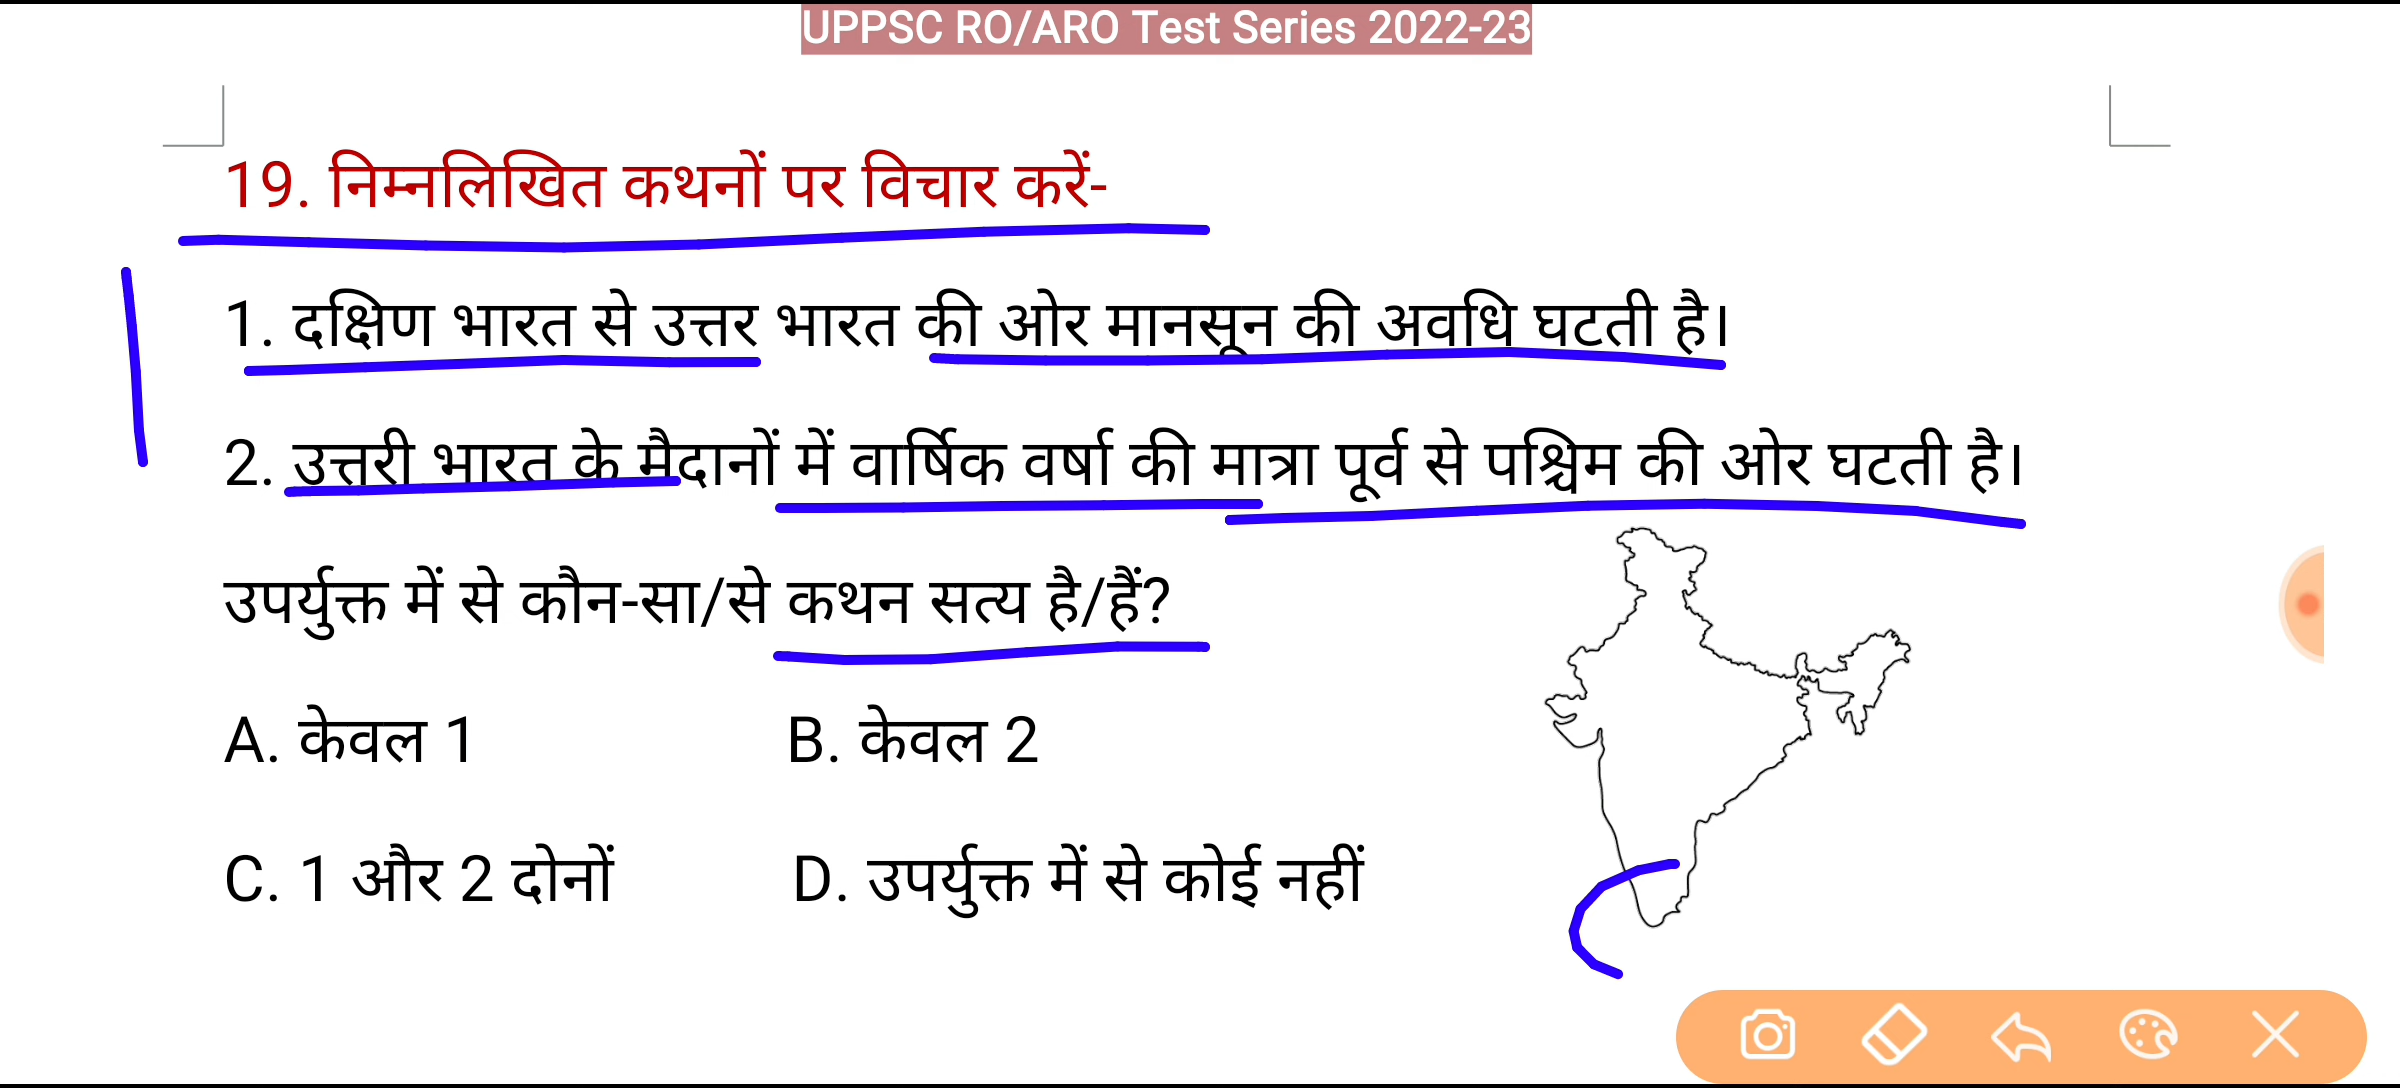 UPPSC RO/ARO Test Series 2022-23
19. निम्नलिखित कथनों पर विचार करें-
1. दक्षिण भारत से उत्तर भारत की ओर मानसून की अवधि घटती है।
2. उत्तरी भारत के मैदानों में वार्षिक वर्षा की मात्रा पूर्व से पश्चिम की ओर घटती है।
उपर्युक्त में से कौन-सा/से कथन सत्य है/हैं?
A. केवल 1 B. केवल 2
C. 1 और 2 दोनों D. उपर्युक्त में से कोई नहीं